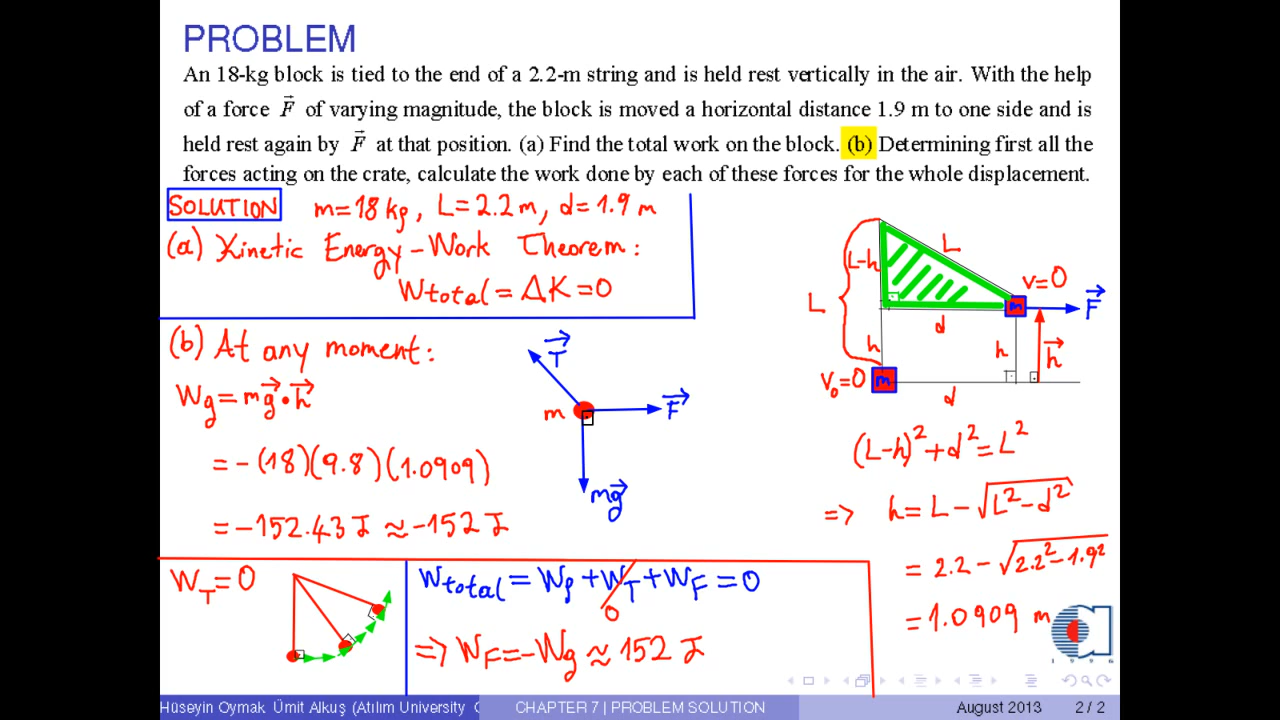 PROBLEM
An 18-kg block is tied to the end of a 2.2-m string and is held rest vertically in the air. With the help
of a force F⃗ of varying magnitude, the block is moved a horizontal distance 1.9 m to one side and is
held rest again by F⃗ at that position. (a) Find the total work on the block. (b) Determining first all the
forces acting on the crate, calculate the work done by each of these forces for the whole displacement.
SOLUTION m=18 kg, L=2.2 m, d=1.9 m
(a) Kinetic Energy-Work Theorem:
Wtotal = ΔK = 0
(b) At any moment:
Wg = mg⃗•h⃗
= -(18)(9.8)(1.0909)
= -152.43 J ≈ -152 J
T⃗
m
F⃗
mg⃗
L
L-h
L
v=0
m
F⃗
d
h
h
h⃗
v₀=0
m
d
(L-h)²+d²=L²
=> h = L - √L²-d²
= 2.2 - √2.2²-1.9²
= 1.0909 m
W_T = 0
Wtotal = Wg + W_T + W_F = 0
0
=> W_F = -Wg ≈ 152 J
1996
Hüseyin Oymak Ümit Alkuş (Atılım University
CHAPTER 7 | PROBLEM SOLUTION
August 2013
2 / 2